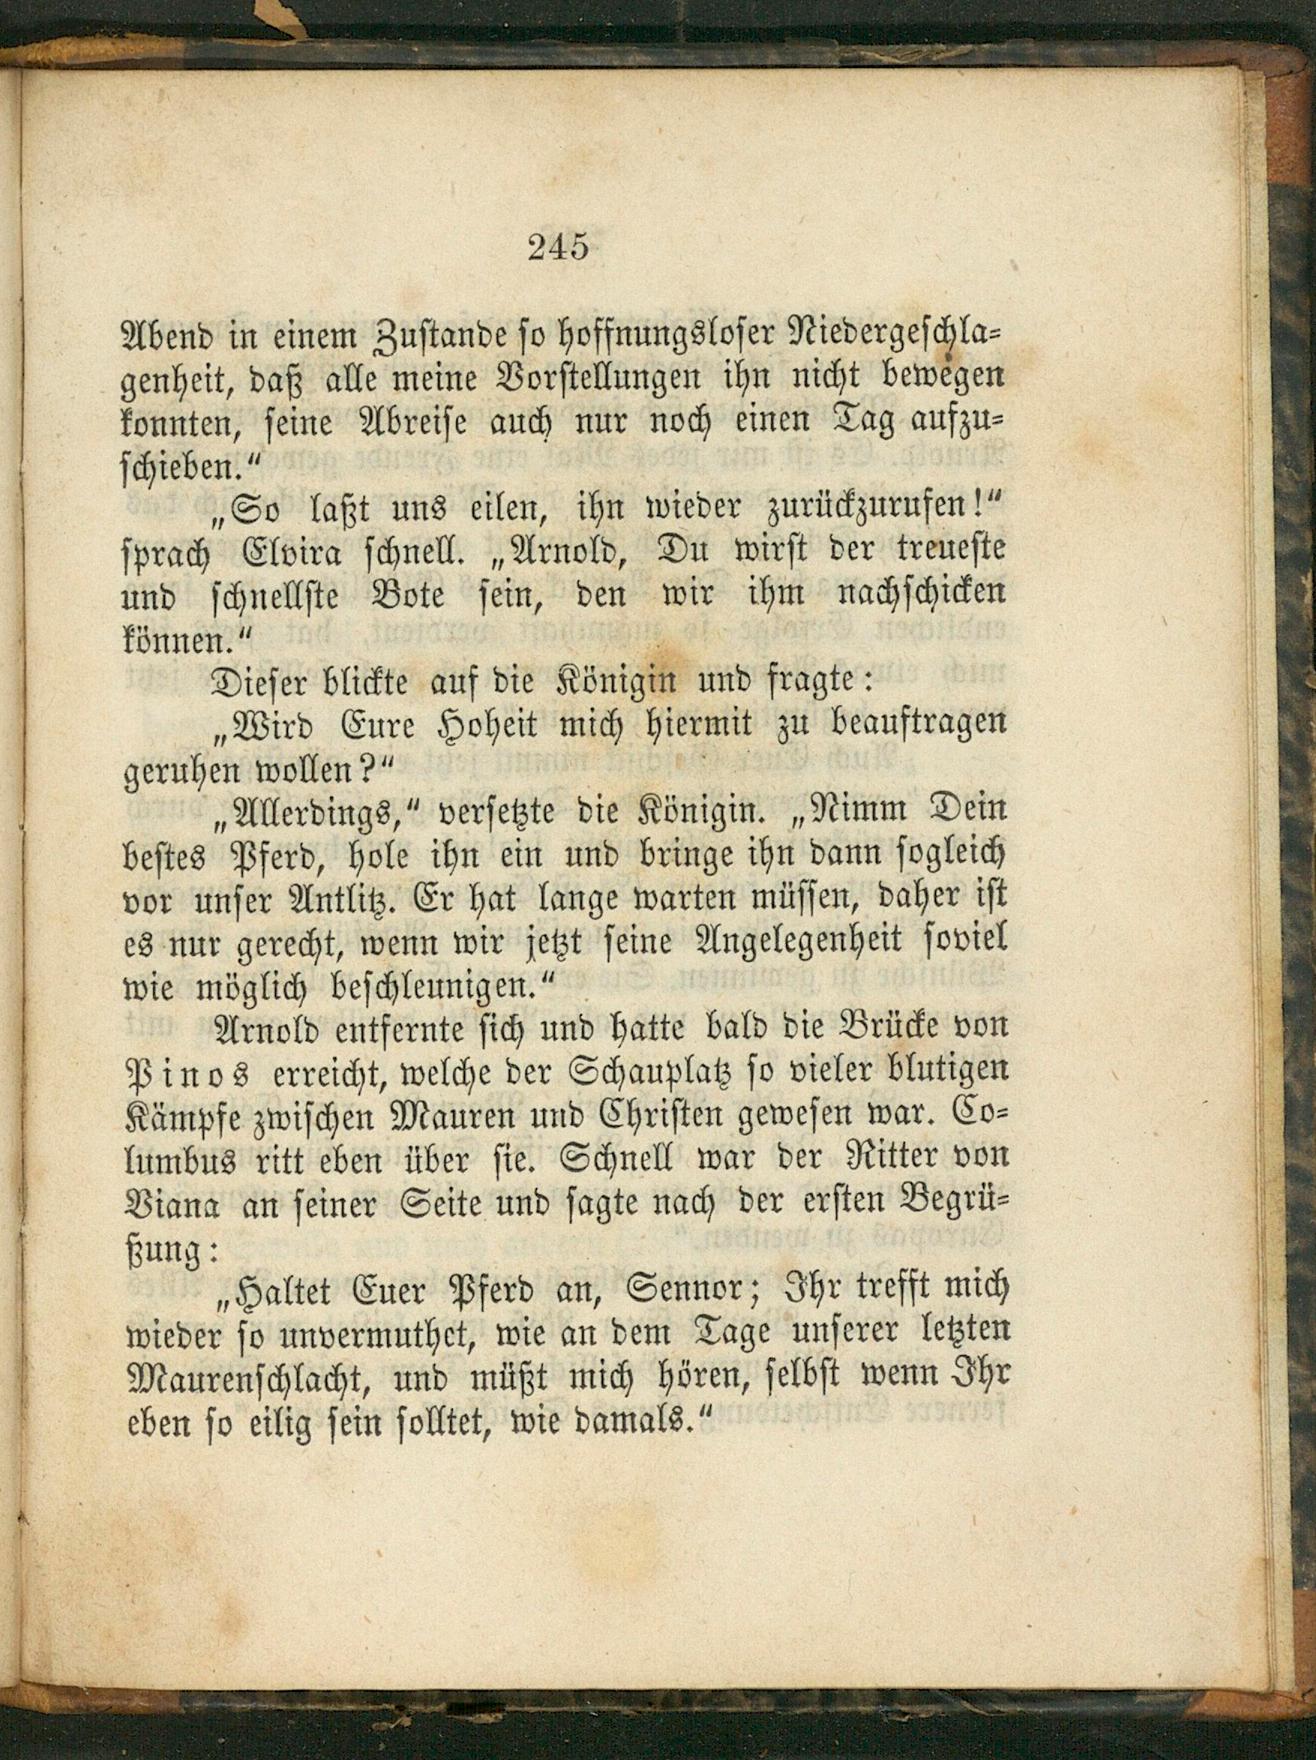 245
Abend in einem Zustande so hoffnungsloser Niedergeschla-
genheit, daß alle meine Vorstellungen ihn nicht bewegen
konnten, seine Abreise auch nur noch einen Tag aufzu-
schieben.“
„So laßt uns eilen, ihn wieder zurückzurufen!“
sprach Elvira schnell. „Arnold, Du wirst der treueste
und schnellste Bote sein, den wir ihm nachschicken
können.“
Dieser blickte auf die Königin und fragte:
„Wird Eure Hoheit mich hiermit zu beauftragen
geruhen wollen?“
„Allerdings,“ versetzte die Königin. „Nimm Dein
bestes Pferd, hole ihn ein und bringe ihn dann sogleich
vor unser Antlitz. Er hat lange warten müssen, daher ist
es nur gerecht, wenn wir jetzt seine Angelegenheit soviel
wie möglich beschleunigen.“
Arnold entfernte sich und hatte bald die Brücke von
Pinos erreicht, welche der Schauplatz so vieler blutigen
Kämpfe zwischen Mauren und Christen gewesen war. Co-
lumbus ritt eben über sie. Schnell war der Ritter von
Viana an seiner Seite und sagte nach der ersten Begrü-
ßung:
„Haltet Euer Pferd an, Sennor; Ihr trefft mich
wieder so unvermuthet, wie an dem Tage unserer letzten
Maurenschlacht, und müßt mich hören, selbst wenn Ihr
eben so eilig sein solltet, wie damals.“